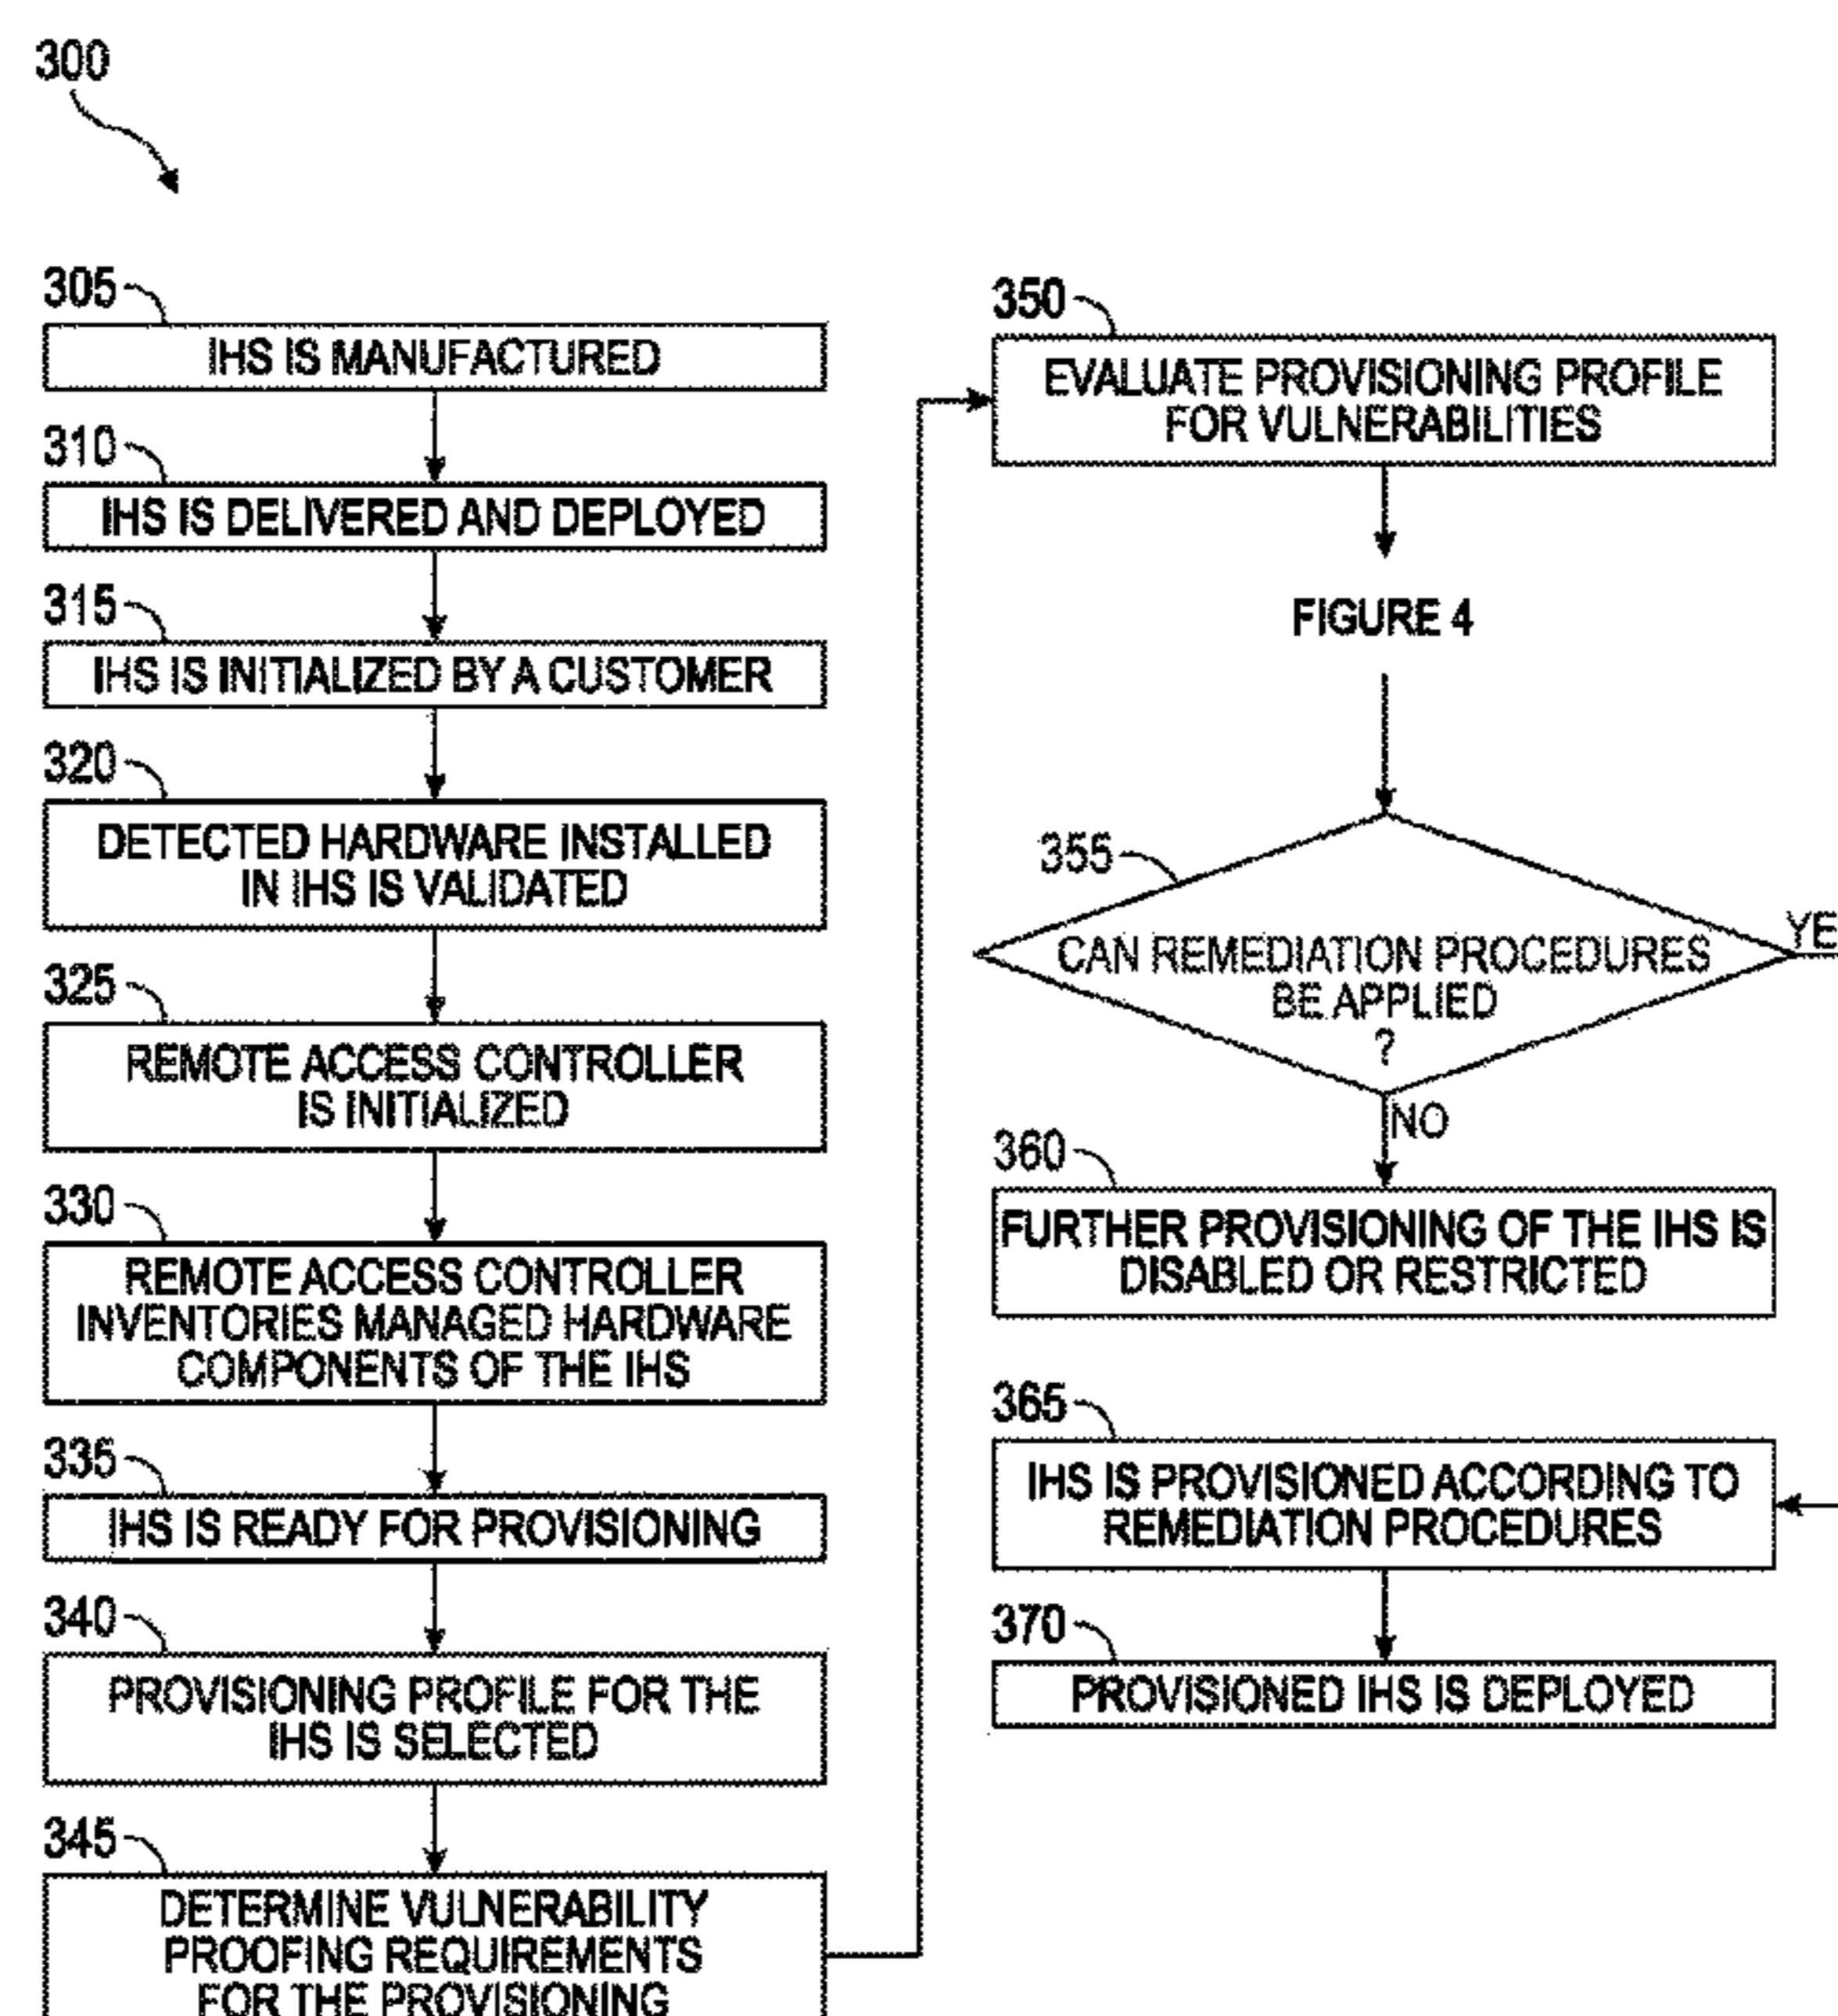 300
305
IHS IS MANUFACTURED
310
IHS IS DELIVERED AND DEPLOYED
315
IHS IS INITIALIZED BY A CUSTOMER
320
DETECTED HARDWARE INSTALLED
IN IHS IS VALIDATED
325
REMOTE ACCESS CONTROLLER
IS INITIALIZED
330
REMOTE ACCESS CONTROLLER
INVENTORIES MANAGED HARDWARE
COMPONENTS OF THE IHS
335
IHS IS READY FOR PROVISIONING
340
PROVISIONING PROFILE FOR THE
IHS IS SELECTED
345
DETERMINE VULNERABILITY
PROOFING REQUIREMENTS
FOR THE PROVISIONING
350
EVALUATE PROVISIONING PROFILE
FOR VULNERABILITIES
FIGURE 4
355
CAN REMEDIATION PROCEDURES
BE APPLIED
?
YE
NO
360
FURTHER PROVISIONING OF THE IHS IS
DISABLED OR RESTRICTED
365
IHS IS PROVISIONED ACCORDING TO
REMEDIATION PROCEDURES
370
PROVISIONED IHS IS DEPLOYED